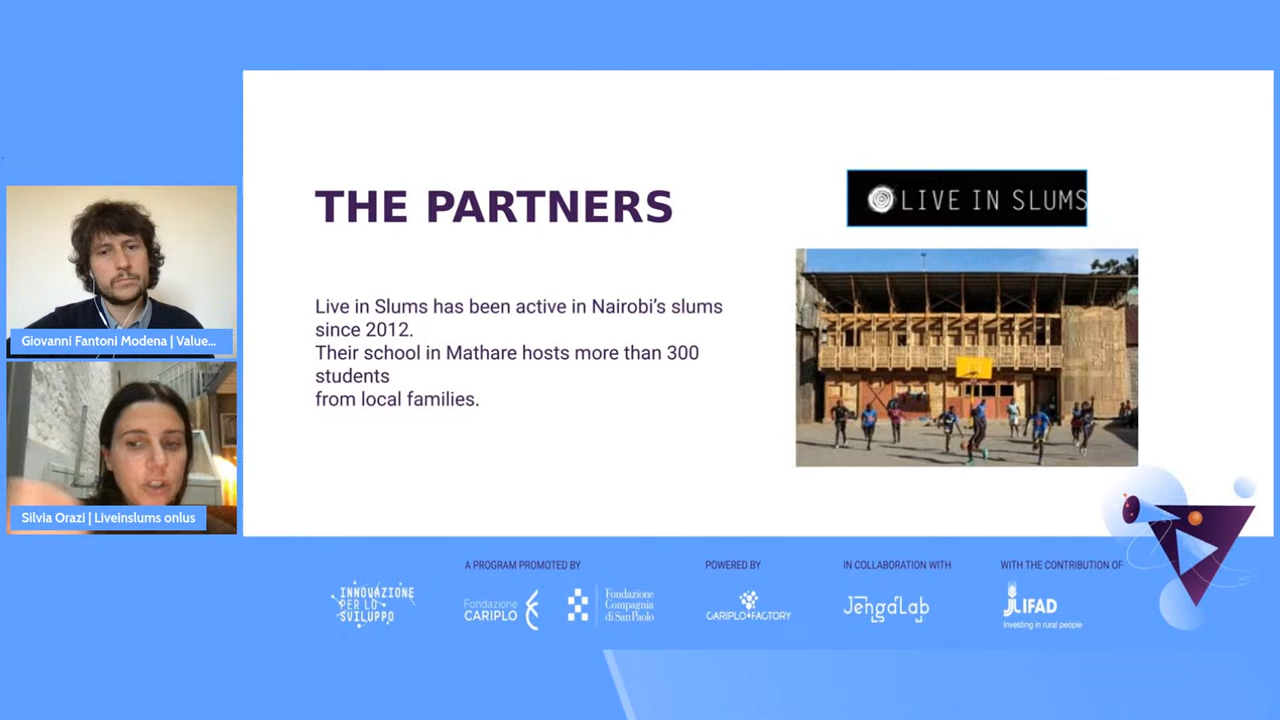 THE PARTNERS
LIVE IN SLUMS
Live in Slums has been active in Nairobi's slums
since 2012.
Their school in Mathare hosts more than 300
students
from local families.
Giovanni Fantoni Modena | Value...
Silvia Orazi | Liveinslums onlus
A PROGRAM PROMOTED BY
POWERED BY
IN COLLABORATION WITH
WITH THE CONTRIBUTION OF
INNOVAZIONE
PER LO
SVILUPPO
Fondazione
CARIPLO
Fondazione
Compagnia
di San Paolo
CARIPLO FACTORY
JengaLab
JLIFAD
Investing in rural people